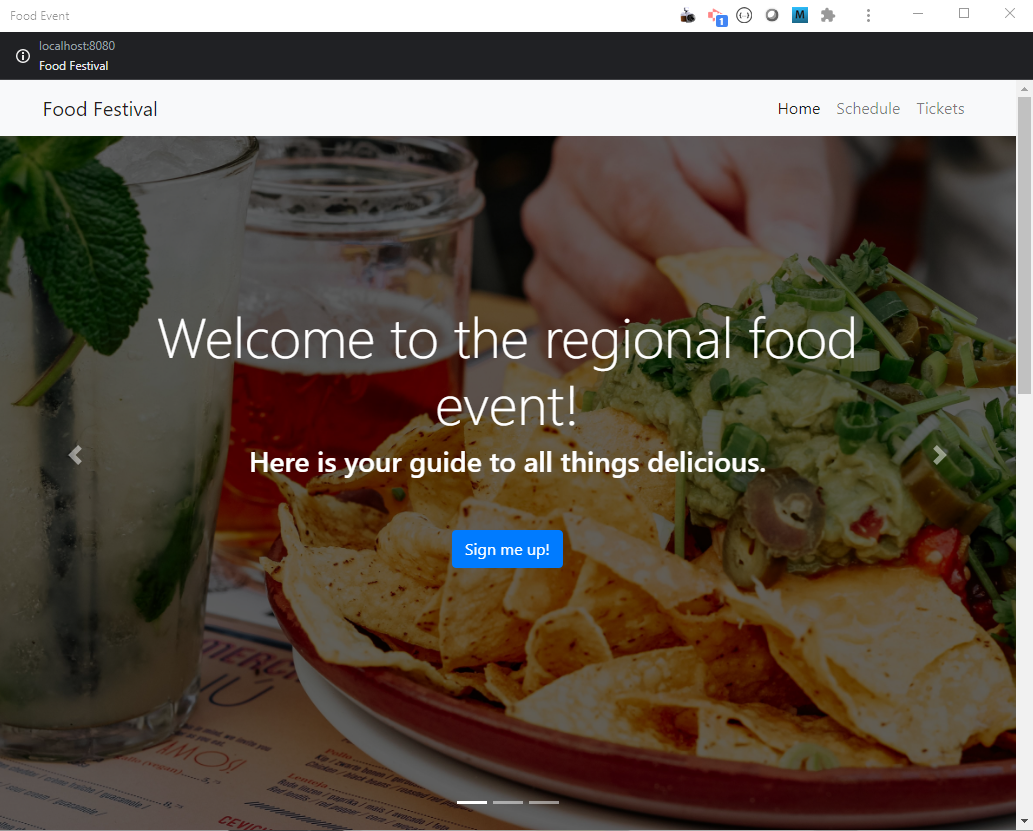 Food Event
1
M
localhost:8080
Food Festival
Food Festival
Home Schedule Tickets
Welcome to the regional food
event!
Here is your guide to all things delicious.
Sign me up!